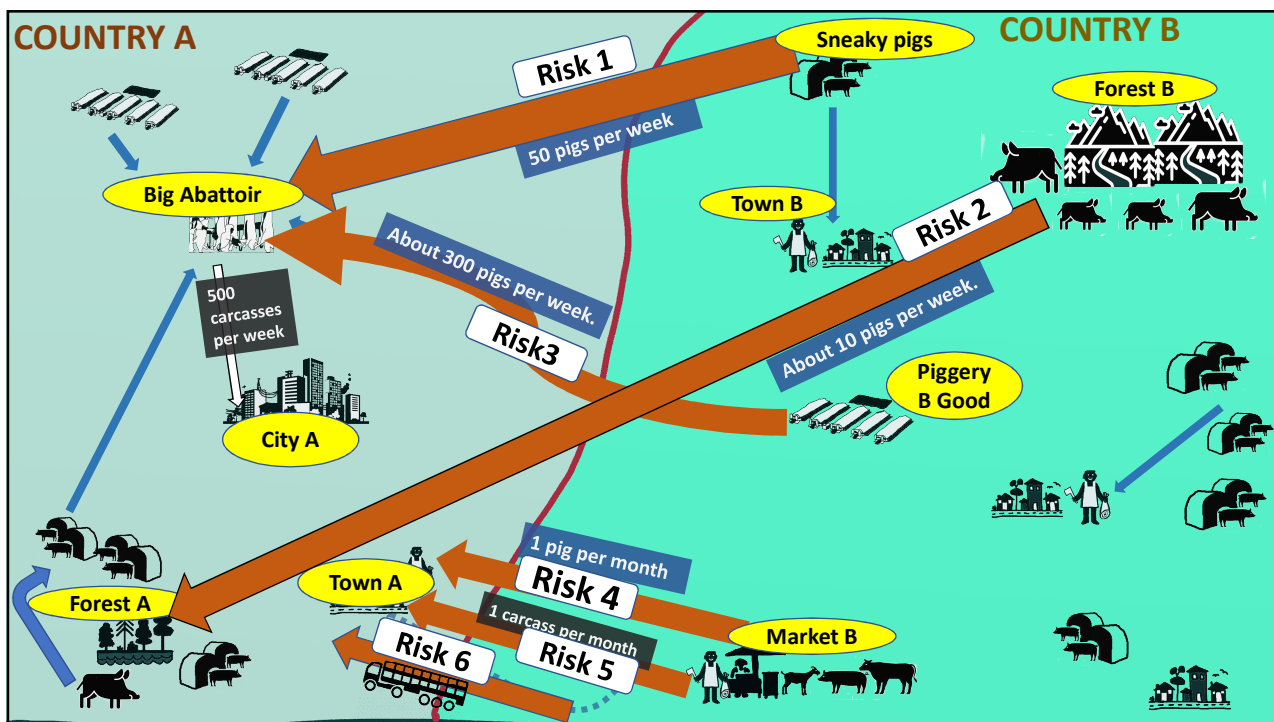 COUNTRY A
COUNTRY B
Sneaky pigs
Risk 1
50 pigs per week
Forest B
Big Abattoir
Town B
Risk 2
About 300 pigs per week.
500
carcasses
per week
Risk3
About 10 pigs per week.
Piggery
B Good
City A
1 pig per month
Risk 4
Town A
Forest A
1 carcass per month
Risk 5
Market B
Risk 6